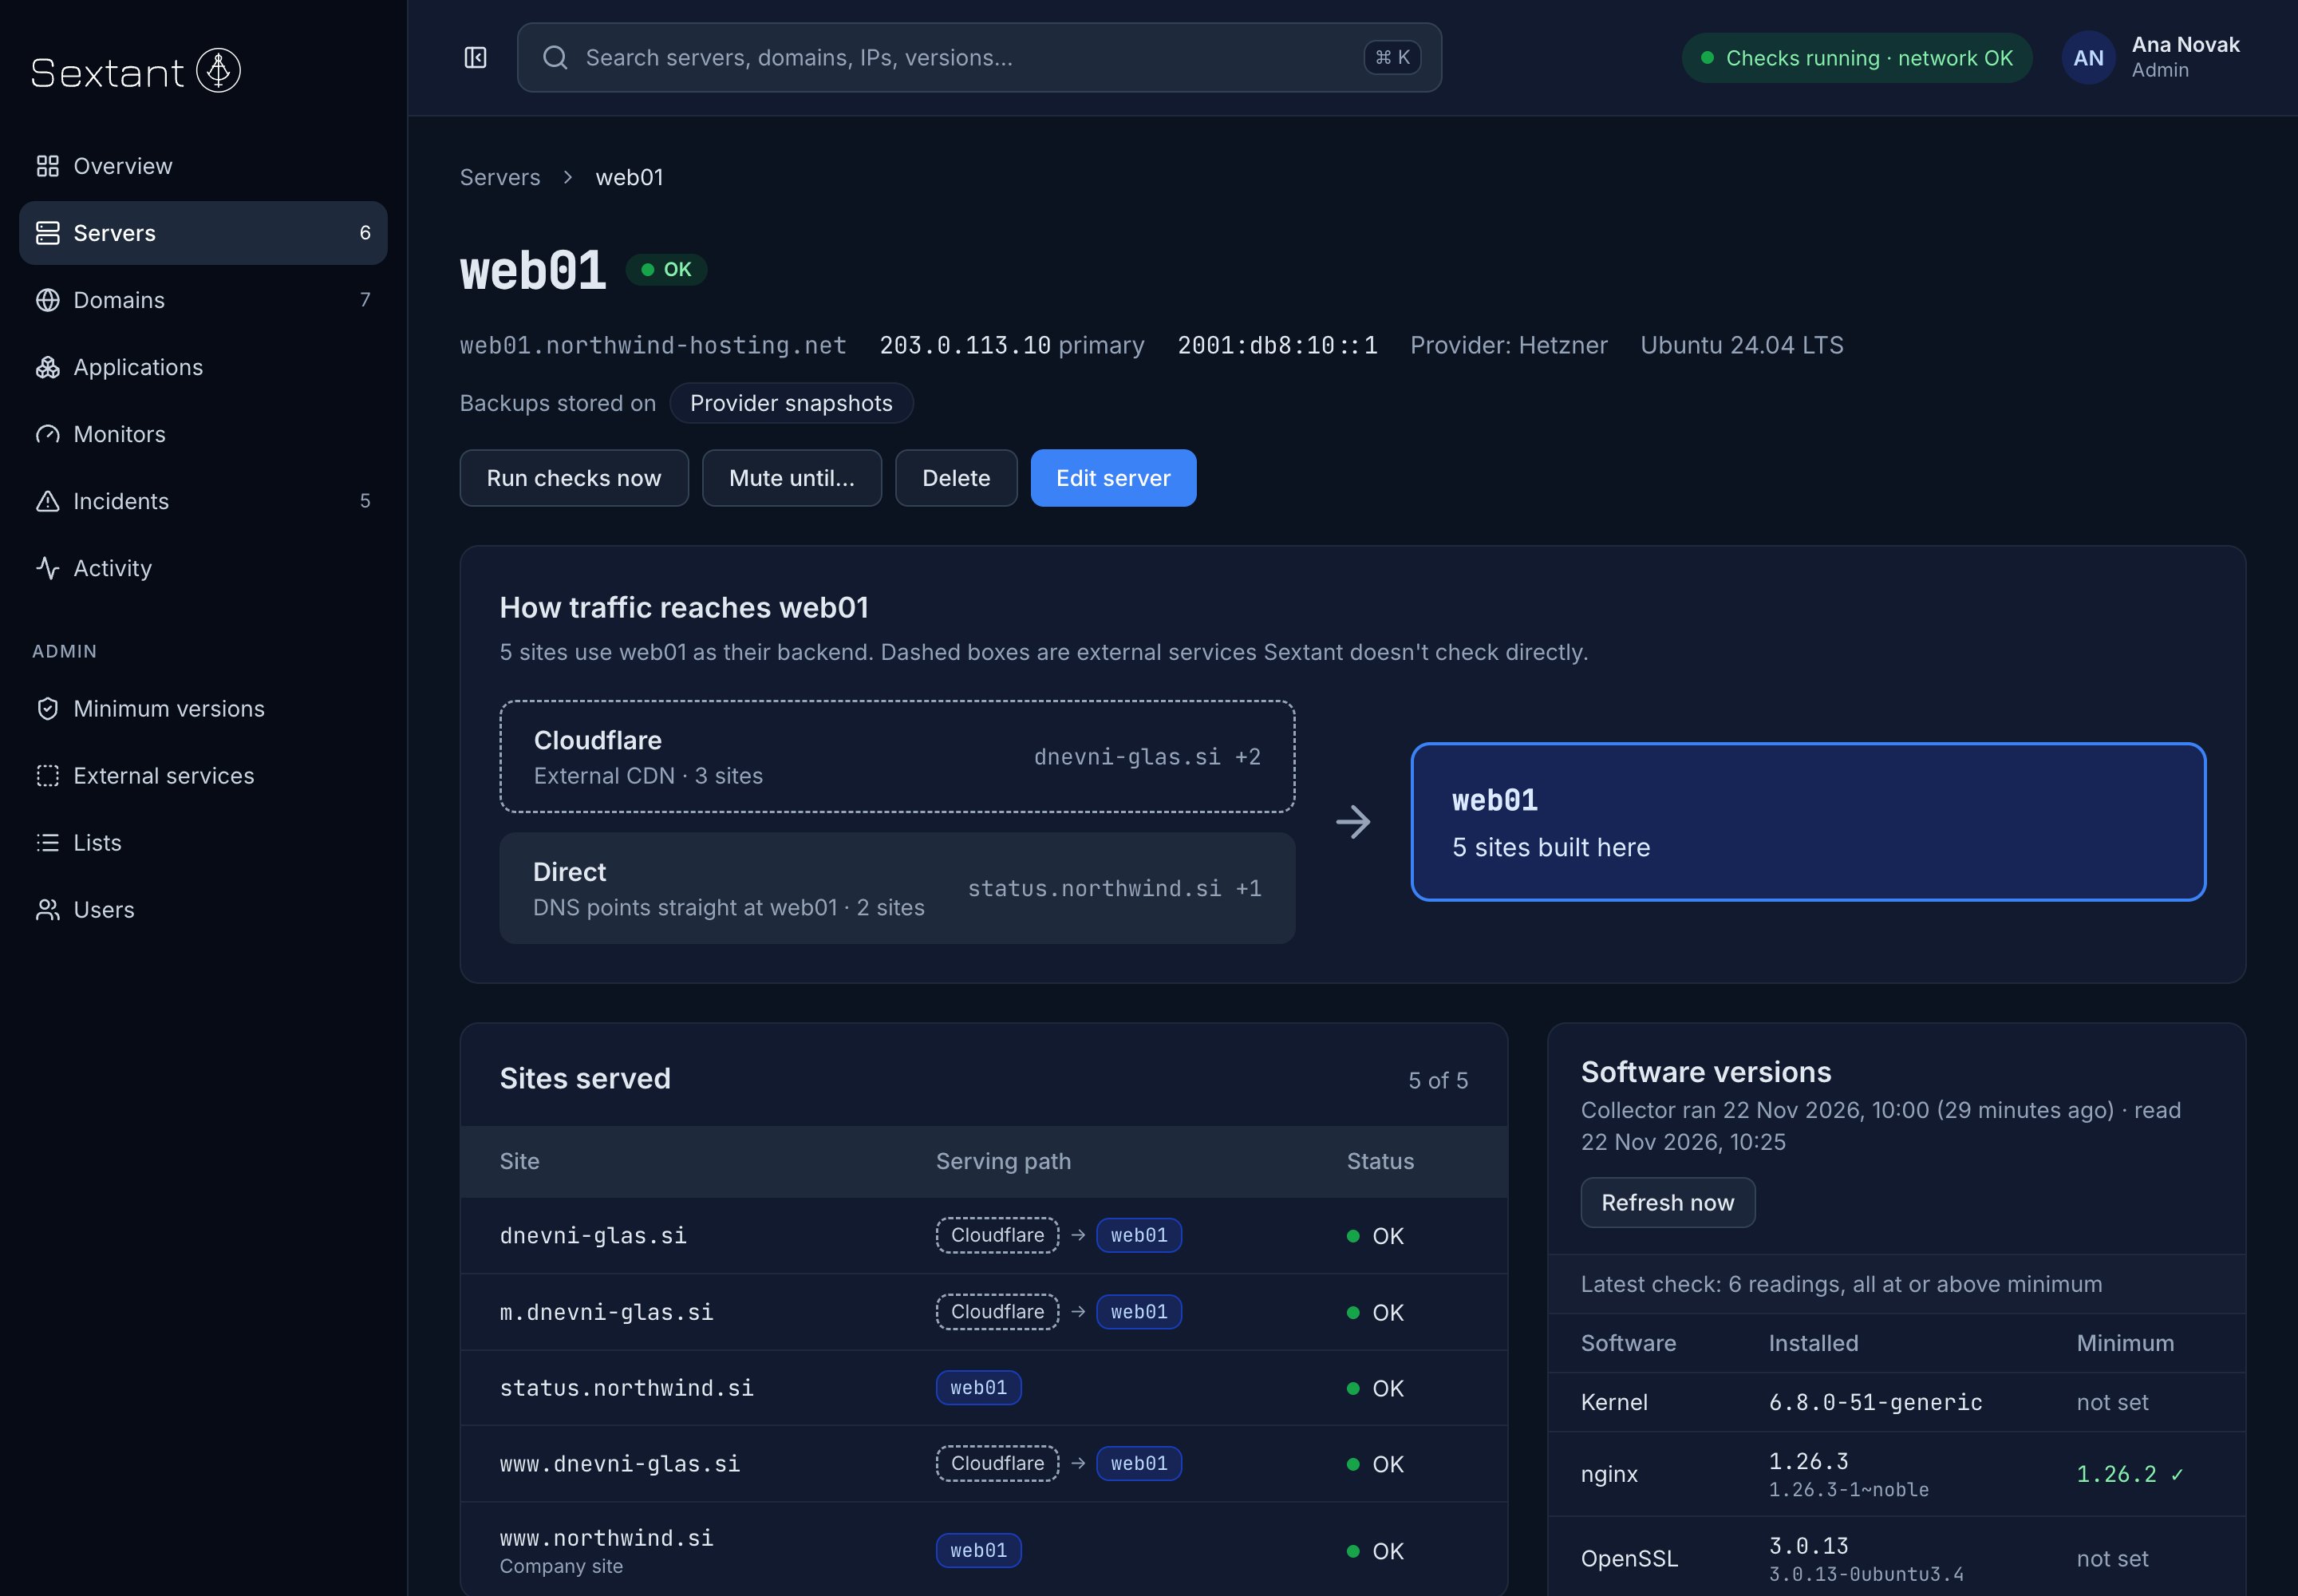 Sextant
Search servers, domains, IPs, versions...
⌘ K
Checks running · network OK
AN
Ana Novak
Admin
Overview
Servers 6
Domains 7
Applications
Monitors
Incidents 5
Activity
ADMIN
Minimum versions
External services
Lists
Users
Servers > web01
web01 OK
web01.northwind-hosting.net 203.0.113.10 primary 2001:db8:10::1 Provider: Hetzner Ubuntu 24.04 LTS
Backups stored on Provider snapshots
Run checks now Mute until... Delete Edit server
How traffic reaches web01
5 sites use web01 as their backend. Dashed boxes are external services Sextant doesn't check directly.
Cloudflare
External CDN · 3 sites
dnevni-glas.si +2
Direct
DNS points straight at web01 · 2 sites
status.northwind.si +1
→
web01
5 sites built here
Sites served 5 of 5
Site Serving path Status
dnevni-glas.si Cloudflare → web01 OK
m.dnevni-glas.si Cloudflare → web01 OK
status.northwind.si web01 OK
www.dnevni-glas.si Cloudflare → web01 OK
www.northwind.si web01 OK
Company site
Software versions
Collector ran 22 Nov 2026, 10:00 (29 minutes ago) · read
22 Nov 2026, 10:25
Refresh now
Latest check: 6 readings, all at or above minimum
Software Installed Minimum
Kernel 6.8.0-51-generic not set
nginx 1.26.3 1.26.2 ✓
1.26.3-1~noble
OpenSSL 3.0.13 not set
3.0.13-0ubuntu3.4